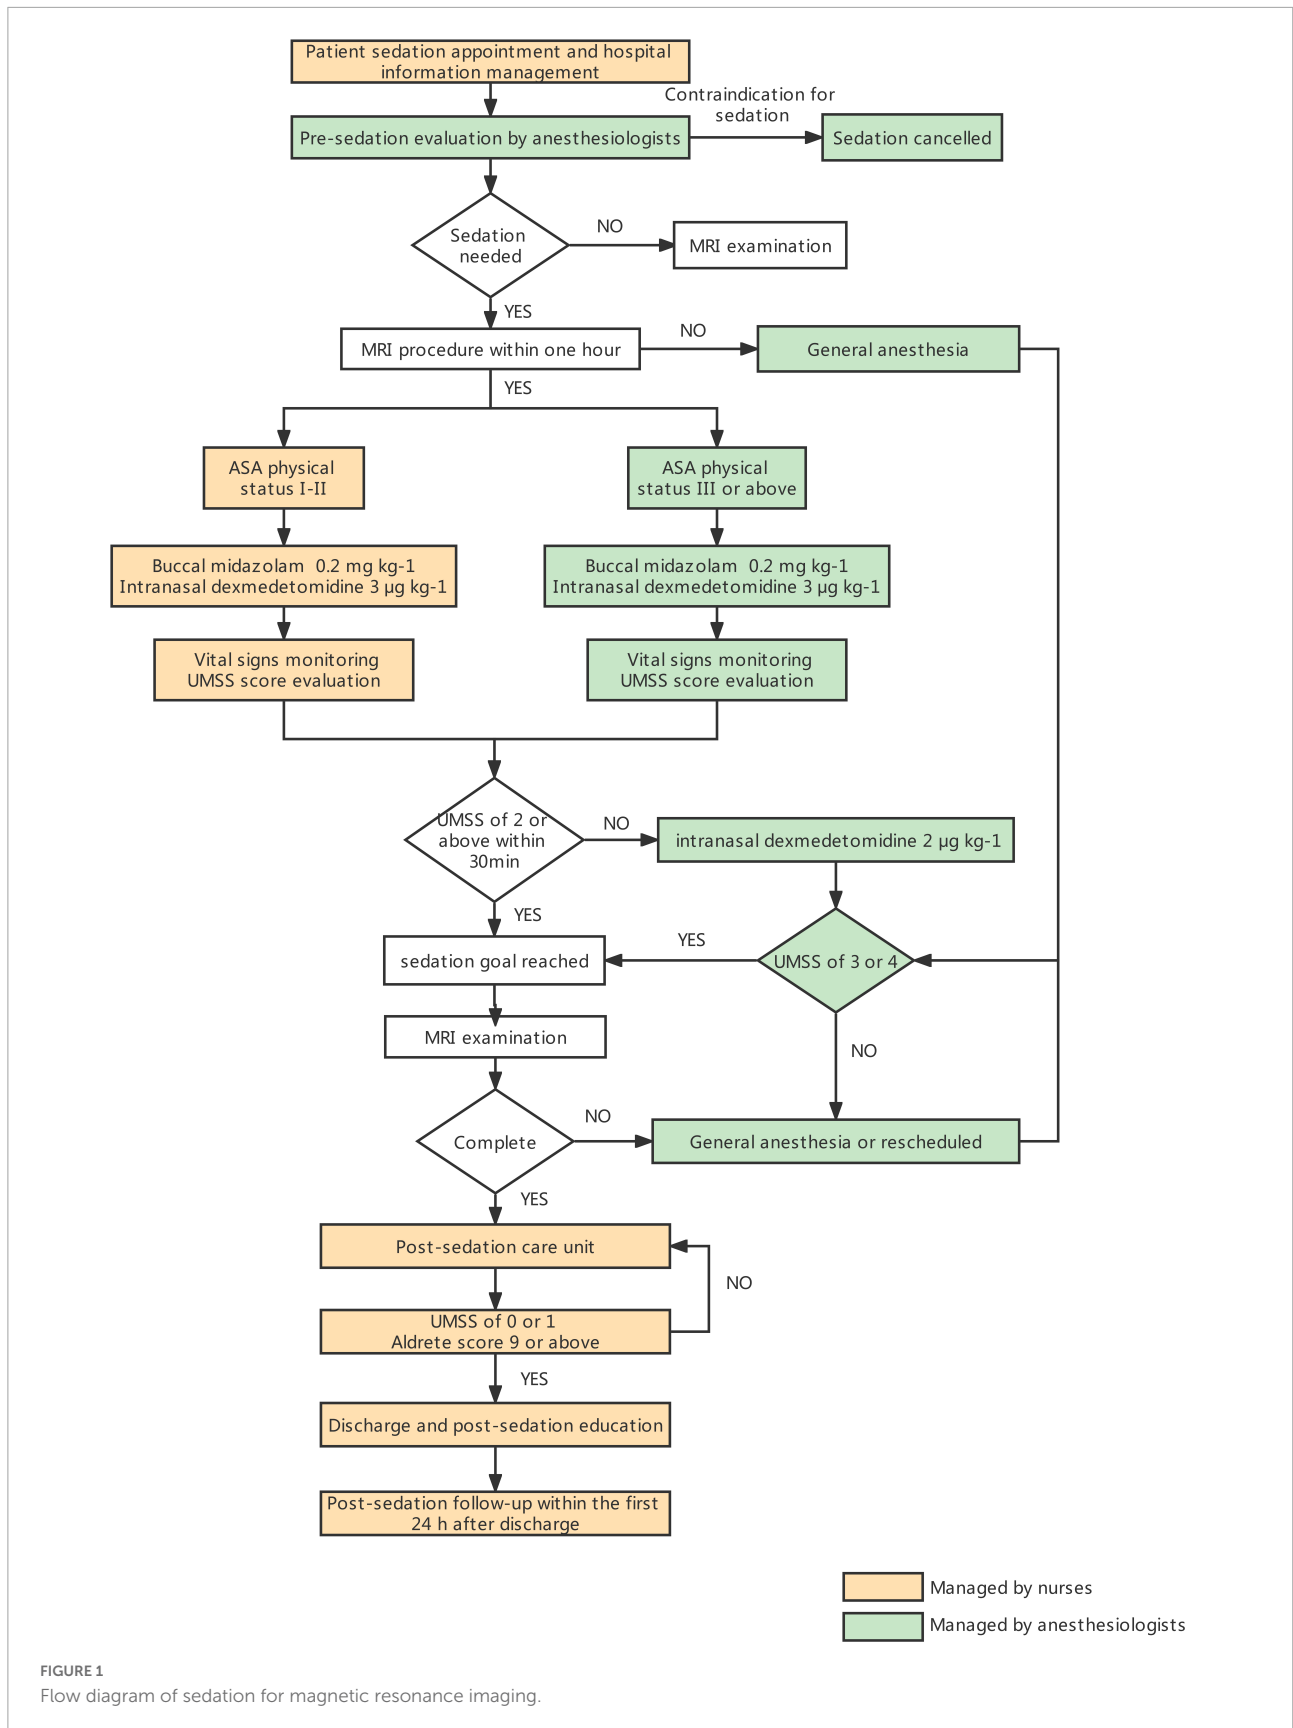 Patient sedation appointment and hospital
information management
Contraindication for
sedation
Pre-sedation evaluation by anesthesiologists
Sedation cancelled
Sedation
needed
NO
MRI examination
YES
MRI procedure within one hour
NO
General anesthesia
YES
ASA physical
status I-II
ASA physical
status III or above
Buccal midazolam  0.2 mg kg-1
Intranasal dexmedetomidine 3 μg kg-1
Buccal midazolam  0.2 mg kg-1
Intranasal dexmedetomidine 3 μg kg-1
Vital signs monitoring
UMSS score evaluation
Vital signs monitoring
UMSS score evaluation
UMSS of 2 or
above within
30min
NO
intranasal dexmedetomidine 2 μg kg-1
YES
sedation goal reached
YES
UMSS of 3 or 4
MRI examination
NO
Complete
NO
General anesthesia or rescheduled
YES
Post-sedation care unit
NO
UMSS of 0 or 1
Aldrete score 9 or above
YES
Discharge and post-sedation education
Post-sedation follow-up within the first
24 h after discharge
Managed by nurses
Managed by anesthesiologists
FIGURE 1
Flow diagram of sedation for magnetic resonance imaging.